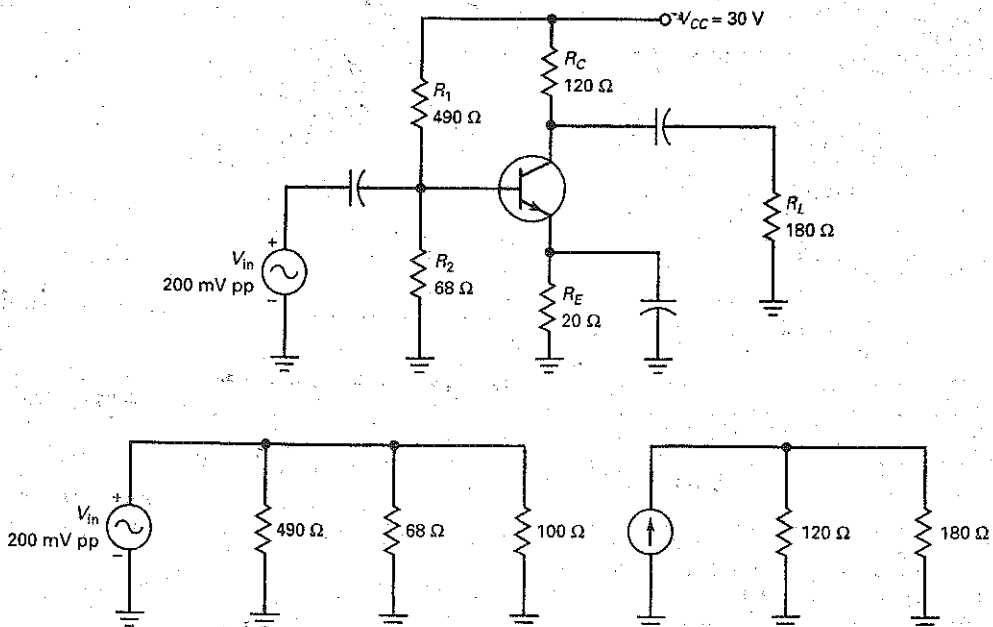 V_CC = 30 V
R_C
120 Ω
R_1
490 Ω
R_L
180 Ω
+
V_in
200 mV pp
−
R_2
68 Ω
R_E
20 Ω
+
V_in
200 mV pp
−
490 Ω
68 Ω
100 Ω
120 Ω
180 Ω